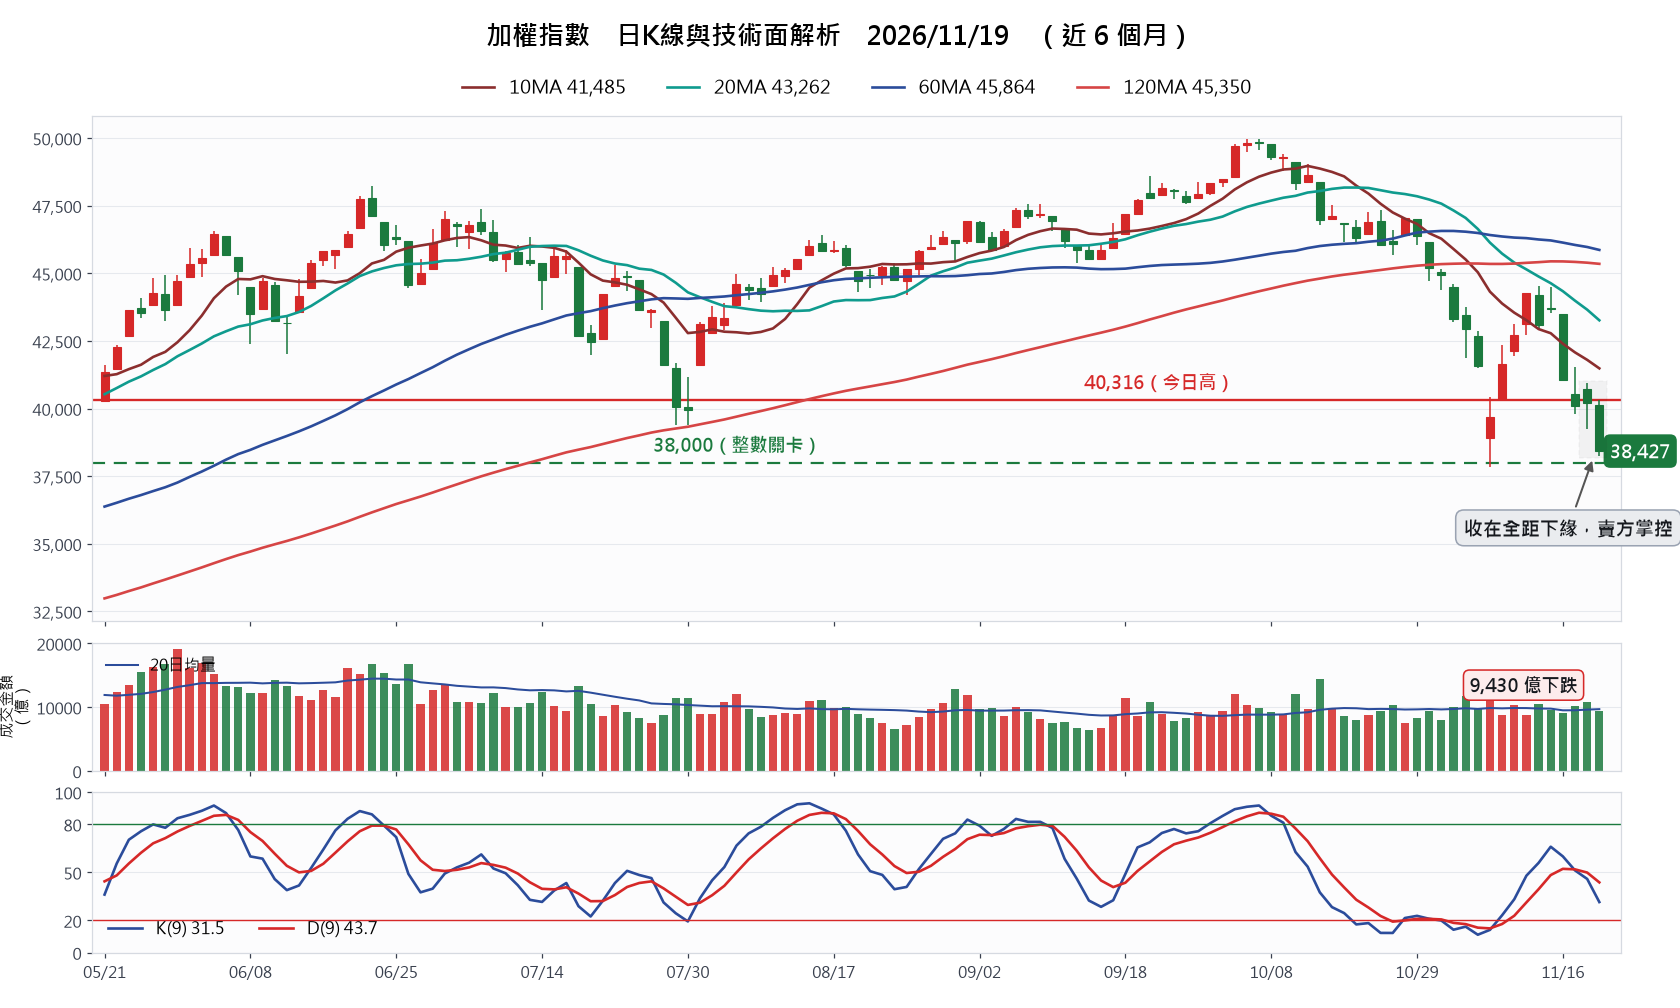 加權指數 日K線與技術面解析 2026/11/19 （近 6 個月）
10MA 41,485 20MA 43,262 60MA 45,864 120MA 45,350
50,000
47,500
45,000
42,500
40,000
37,500
35,000
32,500
40,316（今日高）
38,000（整數關卡）
38,427
收在全距下緣，賣方掌控
成交金額
（億）
20000
10000
0
20日均量
9,430 億下跌
100
80
50
20
0
K(9) 31.5 D(9) 43.7
05/21 06/08 06/25 07/14 07/30 08/17 09/02 09/18 10/08 10/29 11/16